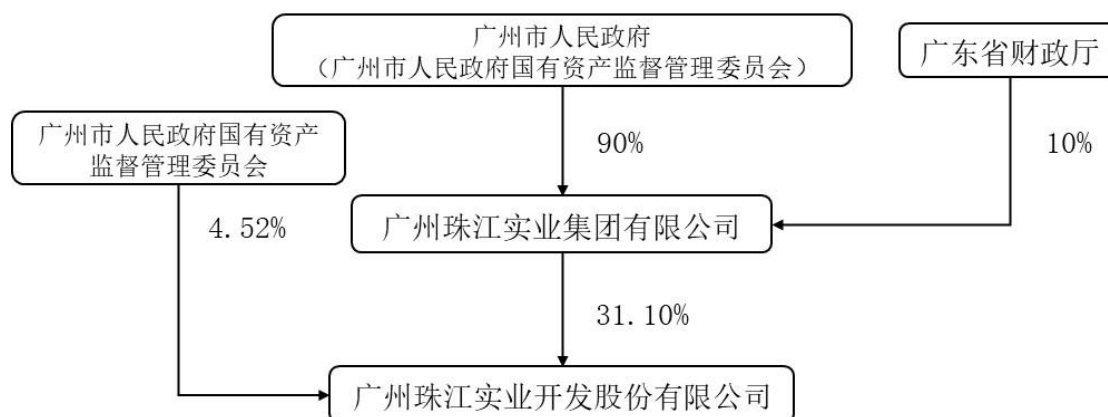 广州市人民政府
（广州市人民政府国有资产监督管理委员会）
广东省财政厅
广州市人民政府国有资产
监督管理委员会
90%
10%
4.52%
广州珠江实业集团有限公司
31.10%
广州珠江实业开发股份有限公司